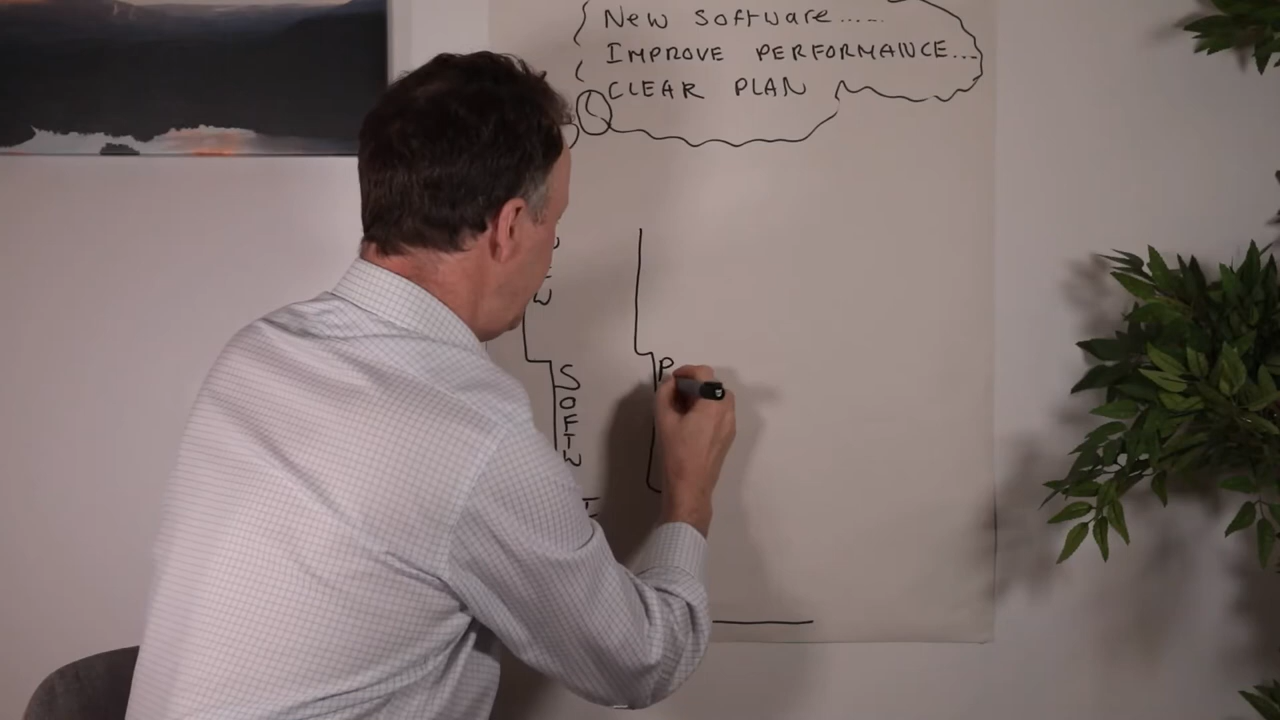 New Software.....
IMPROVE PERFORMANCE...
CLEAR PLAN
SOFTW
P